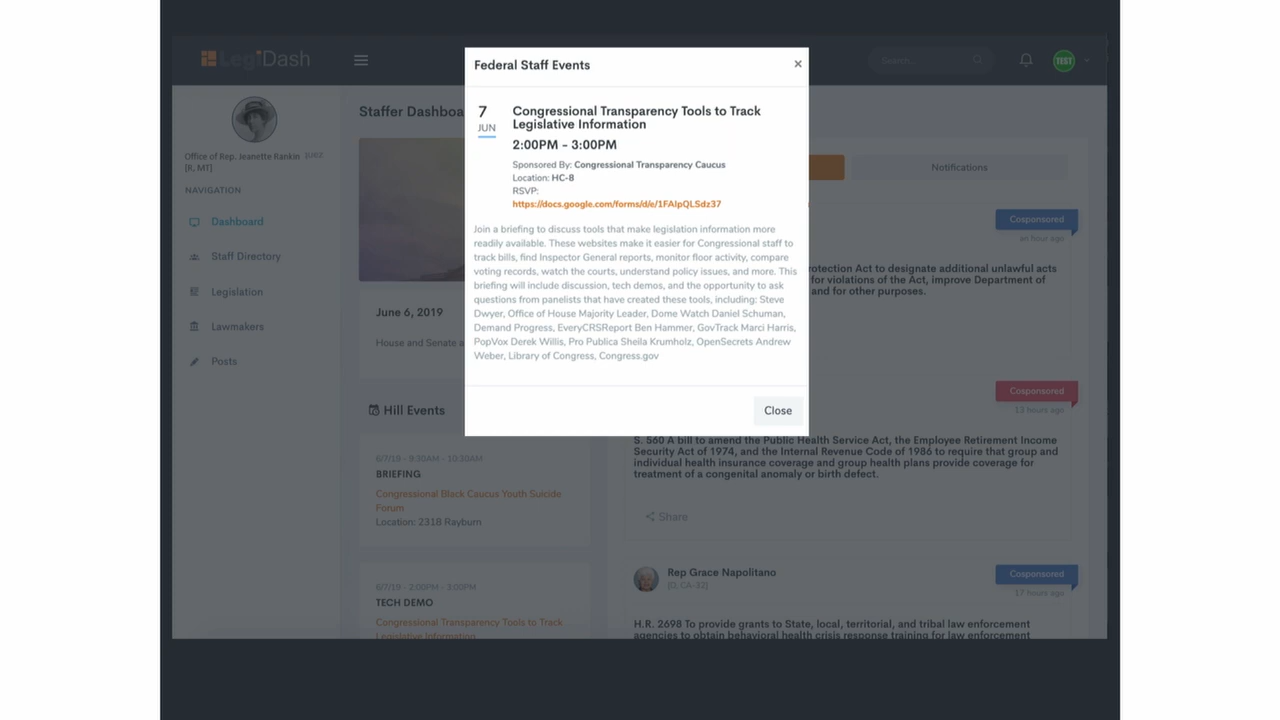 LegiDash
Search...
TEST
Office of Rep. Jeanette Rankin
[R, MT]
NAVIGATION
Dashboard
Staff Directory
Legislation
Lawmakers
Posts
Staffer Dashboa
June 6, 2019
House and Senate a
Hill Events
6/7/19 - 9:30AM - 10:30AM
BRIEFING
Congressional Black Caucus Youth Suicide
Forum
Location: 2318 Rayburn
6/7/19 - 2:00PM - 3:00PM
TECH DEMO
Congressional Transparency Tools to Track
Legislative Information
Federal Staff Events
×
7
JUN
Congressional Transparency Tools to Track
Legislative Information
2:00PM - 3:00PM
Sponsored By: Congressional Transparency Caucus
Location: HC-8
RSVP:
https://docs.google.com/forms/d/e/1FAIpQLSdz37
Join a briefing to discuss tools that make legislation information more
readily available. These websites make it easier for Congressional staff to
track bills, find Inspector General reports, monitor floor activity, compare
voting records, watch the courts, understand policy issues, and more. This
briefing will include discussion, tech demos, and the opportunity to ask
questions from panelists that have created these tools, including: Steve
Dwyer, Office of House Majority Leader, Dome Watch Daniel Schuman,
Demand Progress, EveryCRSReport Ben Hammer, GovTrack Marci Harris,
PopVox Derek Willis, Pro Publica Sheila Krumholz, OpenSecrets Andrew
Weber, Library of Congress, Congress.gov
Close
Notifications
Cosponsored
an hour ago
rotection Act to designate additional unlawful acts
for violations of the Act, improve Department of
and for other purposes.
Cosponsored
13 hours ago
S. 560 A bill to amend the Public Health Service Act, the Employee Retirement Income
Security Act of 1974, and the Internal Revenue Code of 1986 to require that group and
individual health insurance coverage and group health plans provide coverage for
treatment of a congenital anomaly or birth defect.
Share
Rep Grace Napolitano
[D, CA-32]
Cosponsored
17 hours ago
H.R. 2698 To provide grants to State, local, territorial, and tribal law enforcement
agencies to obtain behavioral health crisis response training for law enforcement